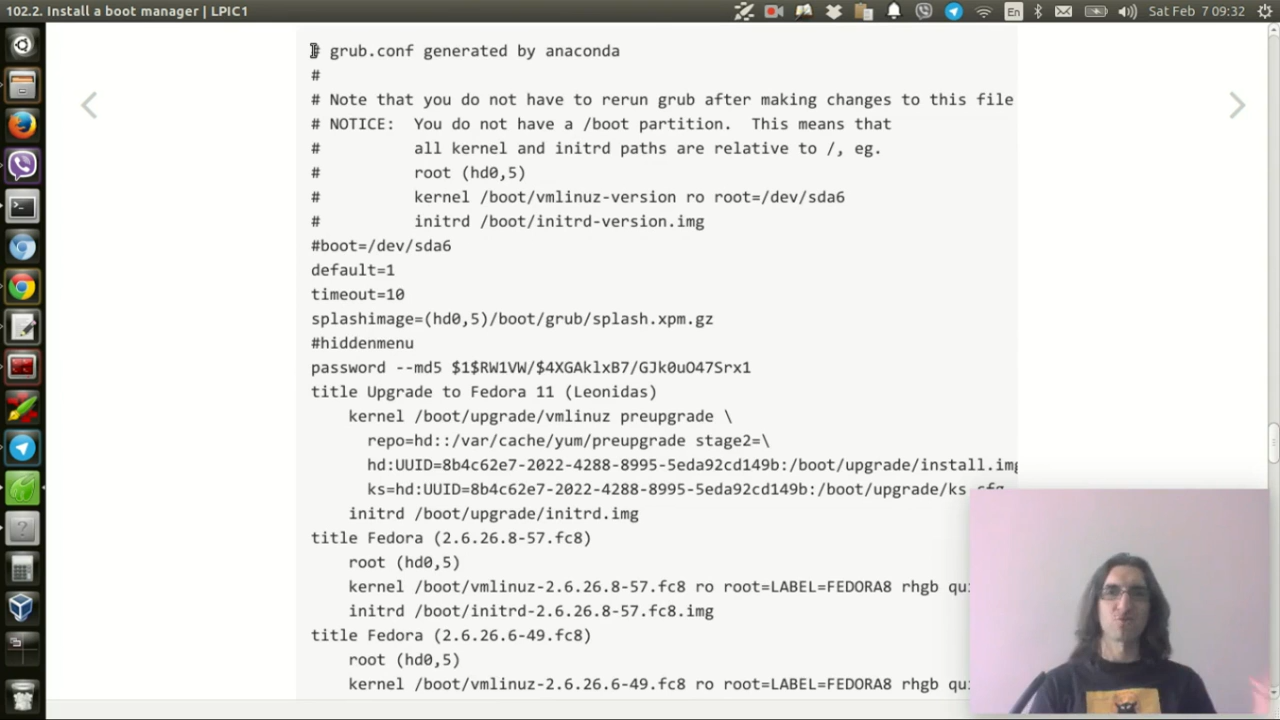 102.2. Install a boot manager | LPIC1
En
Sat Feb 7 09:32
# grub.conf generated by anaconda
#
# Note that you do not have to rerun grub after making changes to this file
# NOTICE:  You do not have a /boot partition.  This means that
#          all kernel and initrd paths are relative to /, eg.
#          root (hd0,5)
#          kernel /boot/vmlinuz-version ro root=/dev/sda6
#          initrd /boot/initrd-version.img
#boot=/dev/sda6
default=1
timeout=10
splashimage=(hd0,5)/boot/grub/splash.xpm.gz
#hiddenmenu
password --md5 $1$RW1VW/$4XGAklxB7/GJk0uO47Srx1
title Upgrade to Fedora 11 (Leonidas)
    kernel /boot/upgrade/vmlinuz preupgrade \
      repo=hd::/var/cache/yum/preupgrade stage2=\
      hd:UUID=8b4c62e7-2022-4288-8995-5eda92cd149b:/boot/upgrade/install.img
      ks=hd:UUID=8b4c62e7-2022-4288-8995-5eda92cd149b:/boot/upgrade/ks.cfg
    initrd /boot/upgrade/initrd.img
title Fedora (2.6.26.8-57.fc8)
    root (hd0,5)
    kernel /boot/vmlinuz-2.6.26.8-57.fc8 ro root=LABEL=FEDORA8 rhgb qu
    initrd /boot/initrd-2.6.26.8-57.fc8.img
title Fedora (2.6.26.6-49.fc8)
    root (hd0,5)
    kernel /boot/vmlinuz-2.6.26.6-49.fc8 ro root=LABEL=FEDORA8 rhgb qu